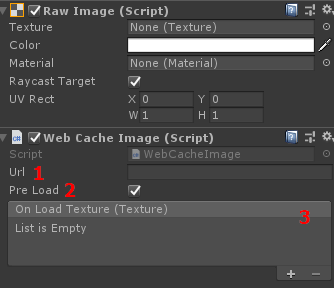 Raw Image (Script)
Texture None (Texture)
Color
Material None (Material)
Raycast Target
UV Rect X 0 Y 0
W 1 H 1
C# Web Cache Image (Script)
Script WebCacheImage
Url 1
Pre Load 2
On Load Texture (Texture) 3
List is Empty
+ −